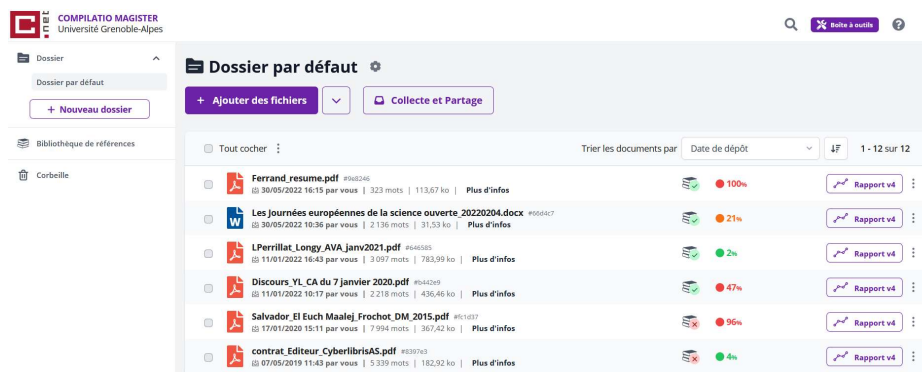 .net
COMPILATIO MAGISTER
Université Grenoble-Alpes
Boîte à outils
Dossier
Dossier par défaut
+ Nouveau dossier
Bibliothèque de références
Corbeille
Dossier par défaut
+ Ajouter des fichiers
Collecte et Partage
Tout cocher
Trier les documents par
Date de dépôt
1 - 12 sur 12
Ferrand_resume.pdf #9e8246
30/05/2022 16:15 par vous | 323 mots | 113,67 ko | Plus d'infos
100%
Rapport v4
Les Journées européennes de la science ouverte_20220204.docx #66d4c7
30/05/2022 10:36 par vous | 2 136 mots | 31,53 ko | Plus d'infos
21%
Rapport v4
LPerrillat_Longy_AVA_janv2021.pdf #646585
11/01/2022 16:43 par vous | 3 097 mots | 783,99 ko | Plus d'infos
2%
Rapport v4
Discours_YL_CA du 7 janvier 2020.pdf #b442e9
11/01/2022 10:17 par vous | 2 218 mots | 436,46 ko | Plus d'infos
47%
Rapport v4
Salvador_El Euch Maalej_Frochot_DM_2015.pdf #fc1d37
17/01/2020 15:11 par vous | 7 994 mots | 367,42 ko | Plus d'infos
96%
Rapport v4
contrat_Editeur_CyberlibrisAS.pdf #8397e3
07/05/2019 11:43 par vous | 5 339 mots | 182,92 ko | Plus d'infos
4%
Rapport v4